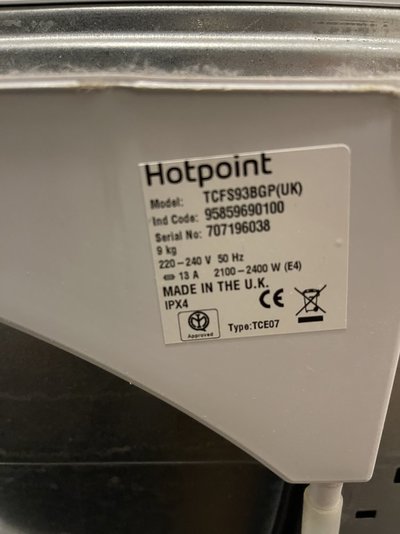 Hotpoint
Model: TCFS93BGP(UK)
Ind Code: 95859690100
Serial No: 707196038
9 kg
220-240 V 50 Hz
13 A 2100-2400 W (E4)
MADE IN THE U.K.
IPX4
CE
Approved
Type:TCE07